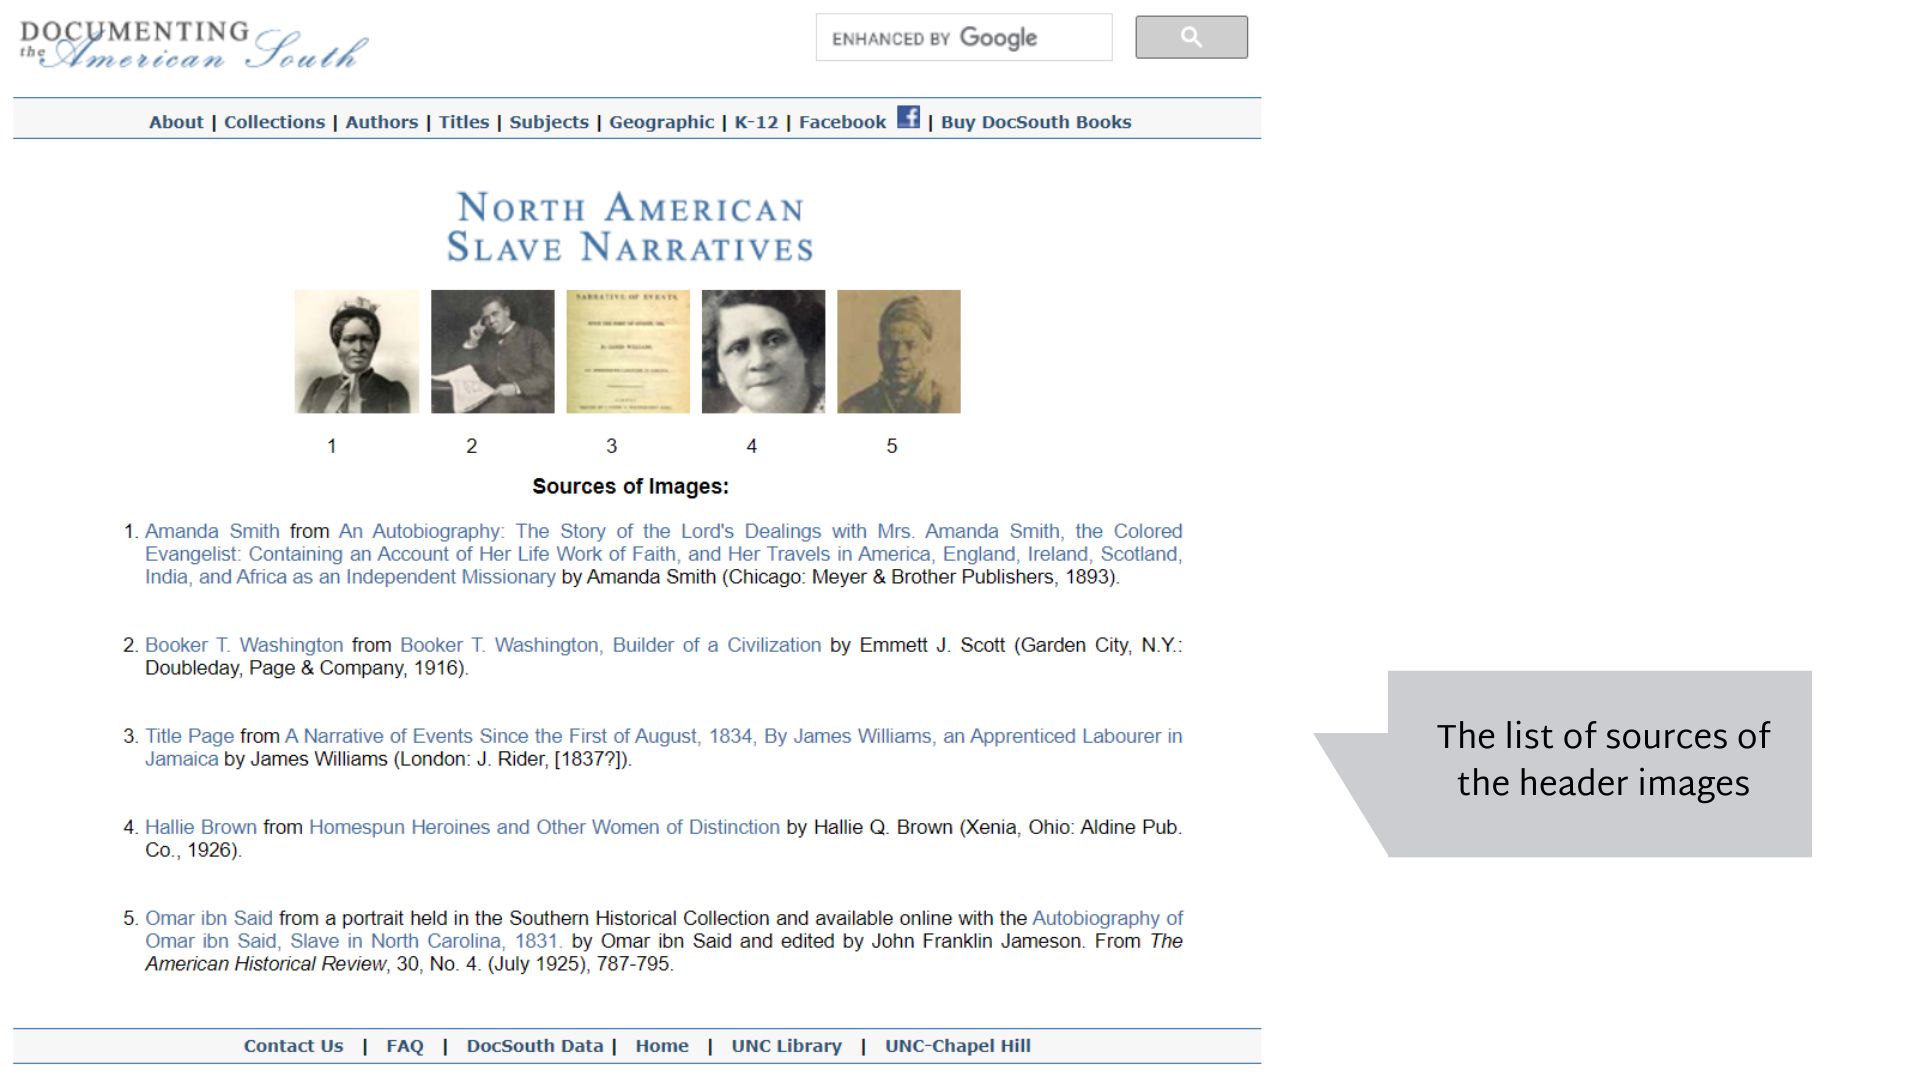 DOCUMENTING
the American South
ENHANCED BY Google
About | Collections | Authors | Titles | Subjects | Geographic | K-12 | Facebook | Buy DocSouth Books
NORTH AMERICAN
SLAVE NARRATIVES
NARRATIVE OF EVENTS,
1 2 3 4 5
Sources of Images:
1. Amanda Smith from An Autobiography: The Story of the Lord's Dealings with Mrs. Amanda Smith, the Colored
Evangelist: Containing an Account of Her Life Work of Faith, and Her Travels in America, England, Ireland, Scotland,
India, and Africa as an Independent Missionary by Amanda Smith (Chicago: Meyer & Brother Publishers, 1893).
2. Booker T. Washington from Booker T. Washington, Builder of a Civilization by Emmett J. Scott (Garden City, N.Y.:
Doubleday, Page & Company, 1916).
3. Title Page from A Narrative of Events Since the First of August, 1834, By James Williams, an Apprenticed Labourer in
Jamaica by James Williams (London: J. Rider, [1837?]).
4. Hallie Brown from Homespun Heroines and Other Women of Distinction by Hallie Q. Brown (Xenia, Ohio: Aldine Pub.
Co., 1926).
5. Omar ibn Said from a portrait held in the Southern Historical Collection and available online with the Autobiography of
Omar ibn Said, Slave in North Carolina, 1831. by Omar ibn Said and edited by John Franklin Jameson. From The
American Historical Review, 30, No. 4. (July 1925), 787-795.
The list of sources of
the header images
Contact Us | FAQ | DocSouth Data | Home | UNC Library | UNC-Chapel Hill